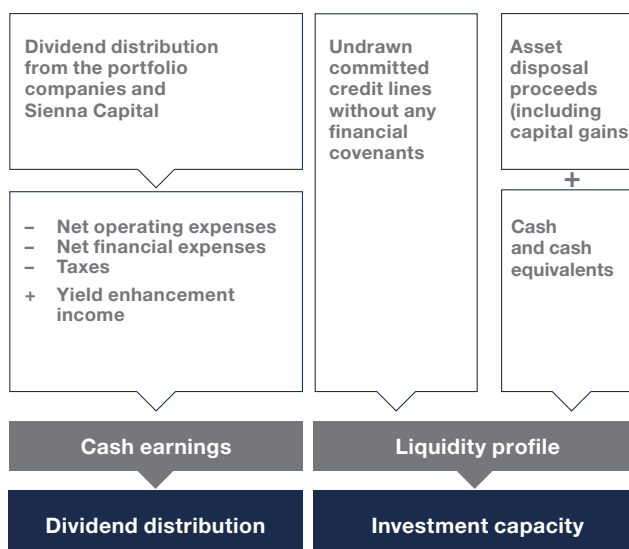 Dividend distribution
from the portfolio
companies and
Sienna Capital
– Net operating expenses
– Net financial expenses
– Taxes
+ Yield enhancement
income
Undrawn
committed
credit lines
without any
financial
covenants
Asset
disposal
proceeds
(including
capital gains)
+
Cash
and cash
equivalents
Cash earnings
Liquidity profile
Dividend distribution
Investment capacity